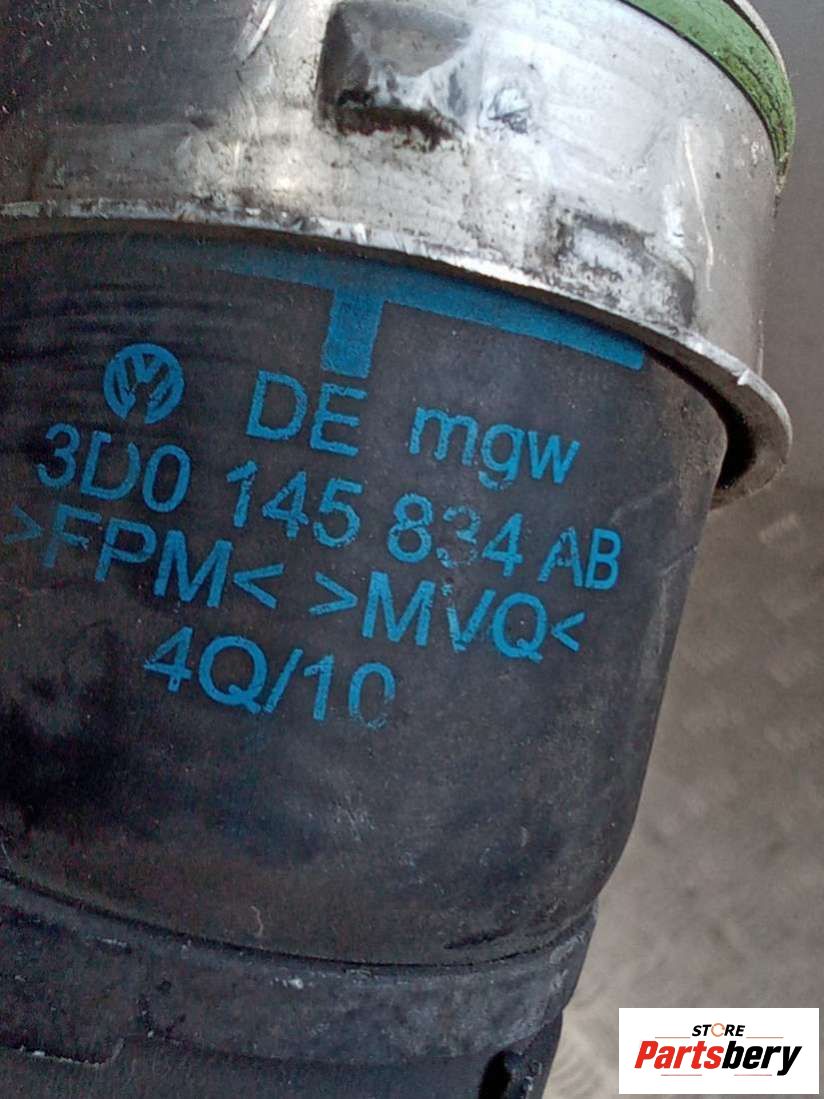 DE mgw
3D0 145 834 AB
>FPM< >MVQ<
4Q/10
STORE
Partsbery